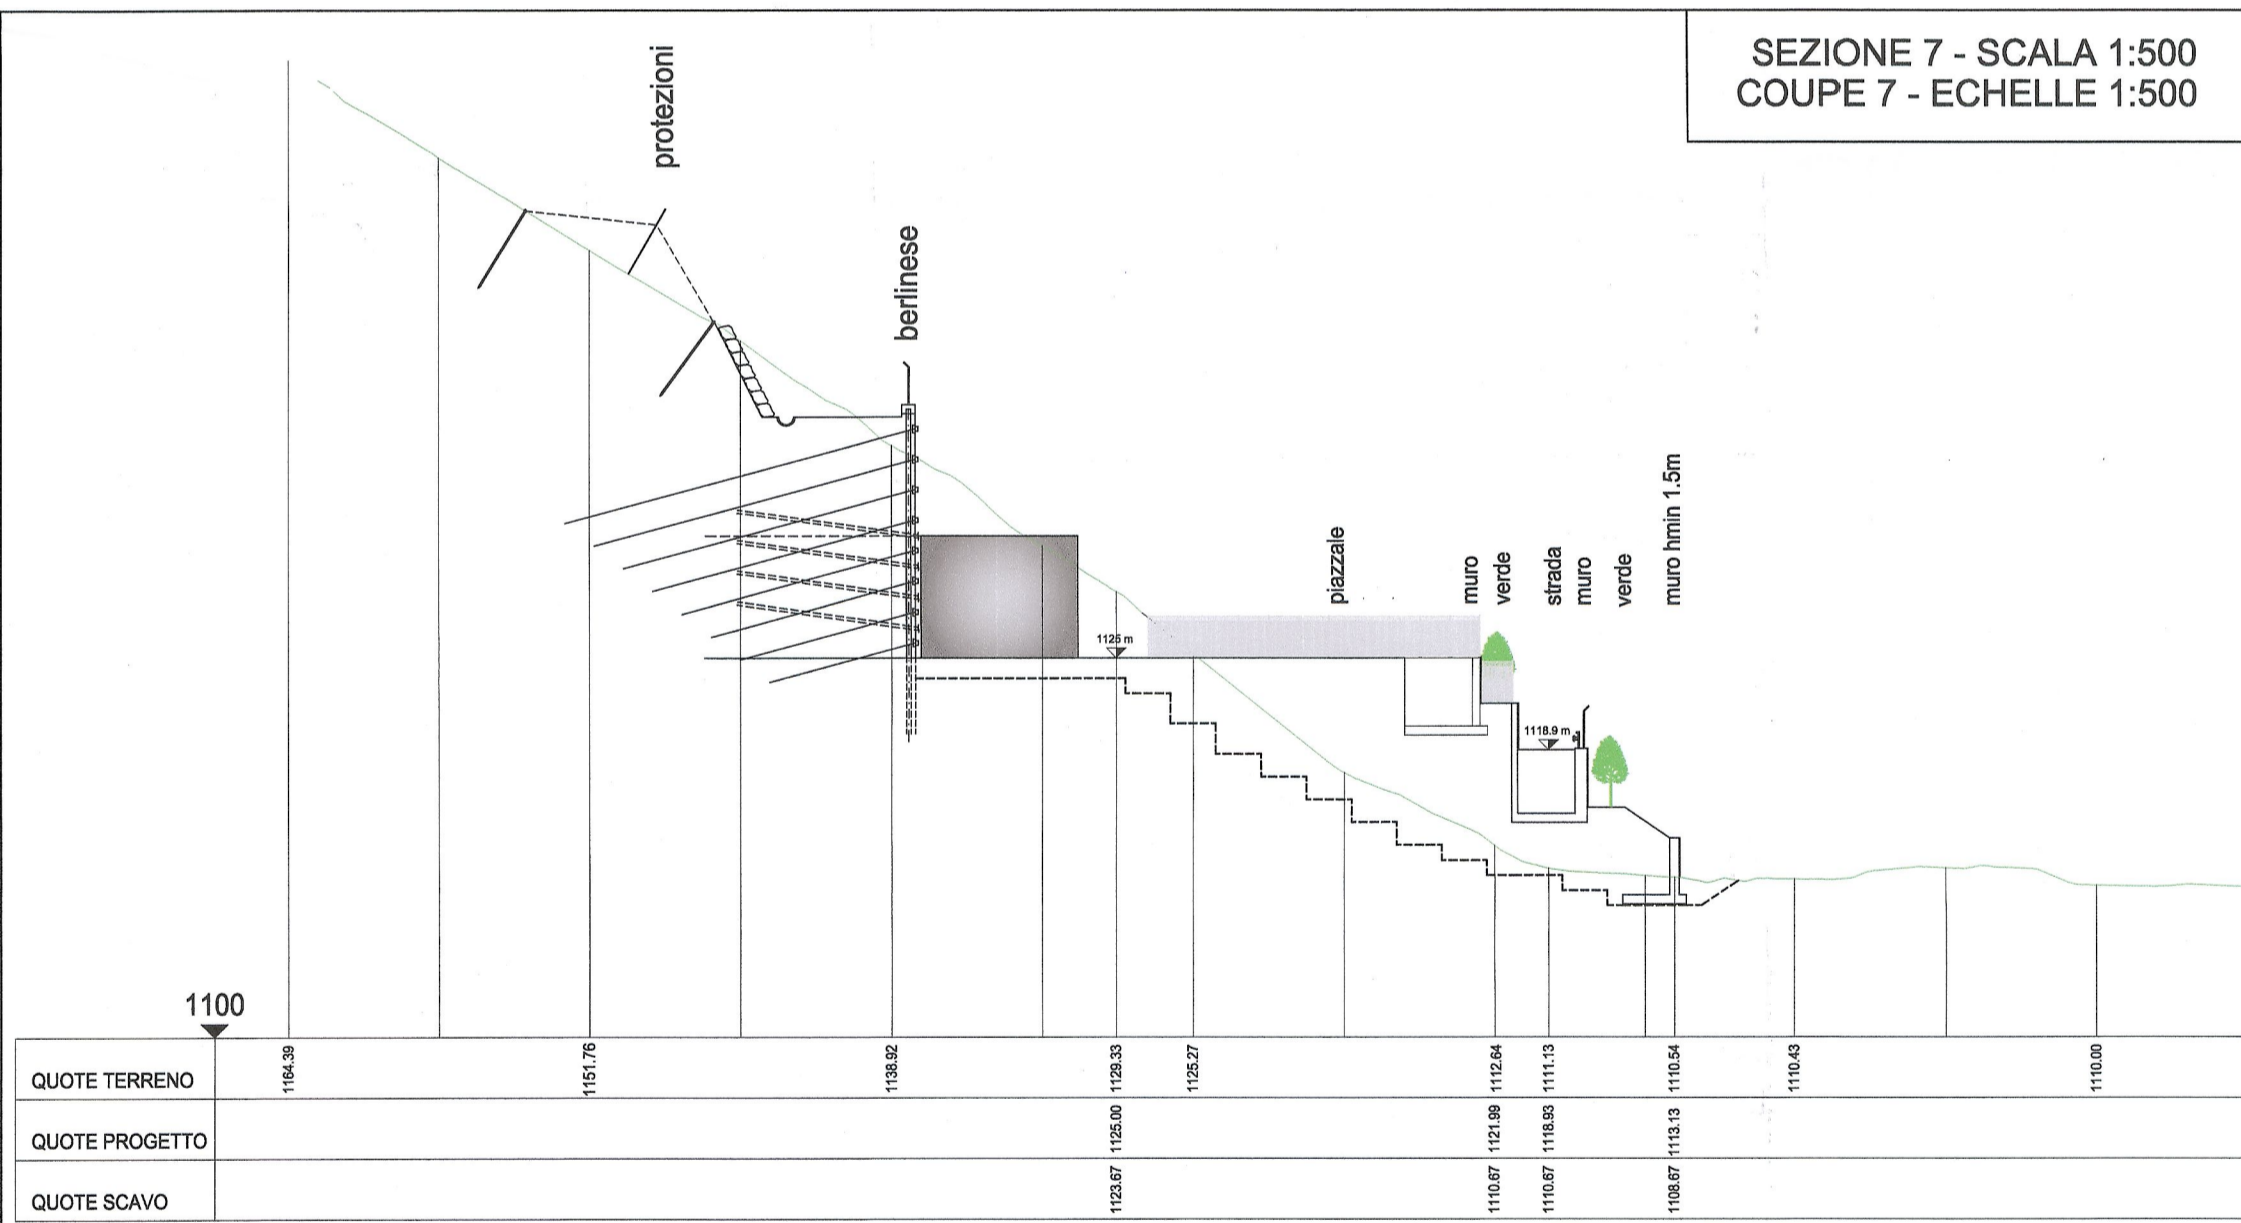 SEZIONE 7 - SCALA 1:500
COUPE 7 - ECHELLE 1:500
protezioni
berlinese
piazzale
muro
verde
strada
muro
verde
muro hmin 1.5m
1125 m
1118.9 m
1100
QUOTE TERRENO 1164.39 1151.76 1138.92 1129.33 1125.27 1112.64 1111.13 1110.54 1110.43 1110.00
QUOTE PROGETTO 1125.00 1121.99 1118.93 1113.13
QUOTE SCAVO 1123.67 1110.67 1110.67 1108.67